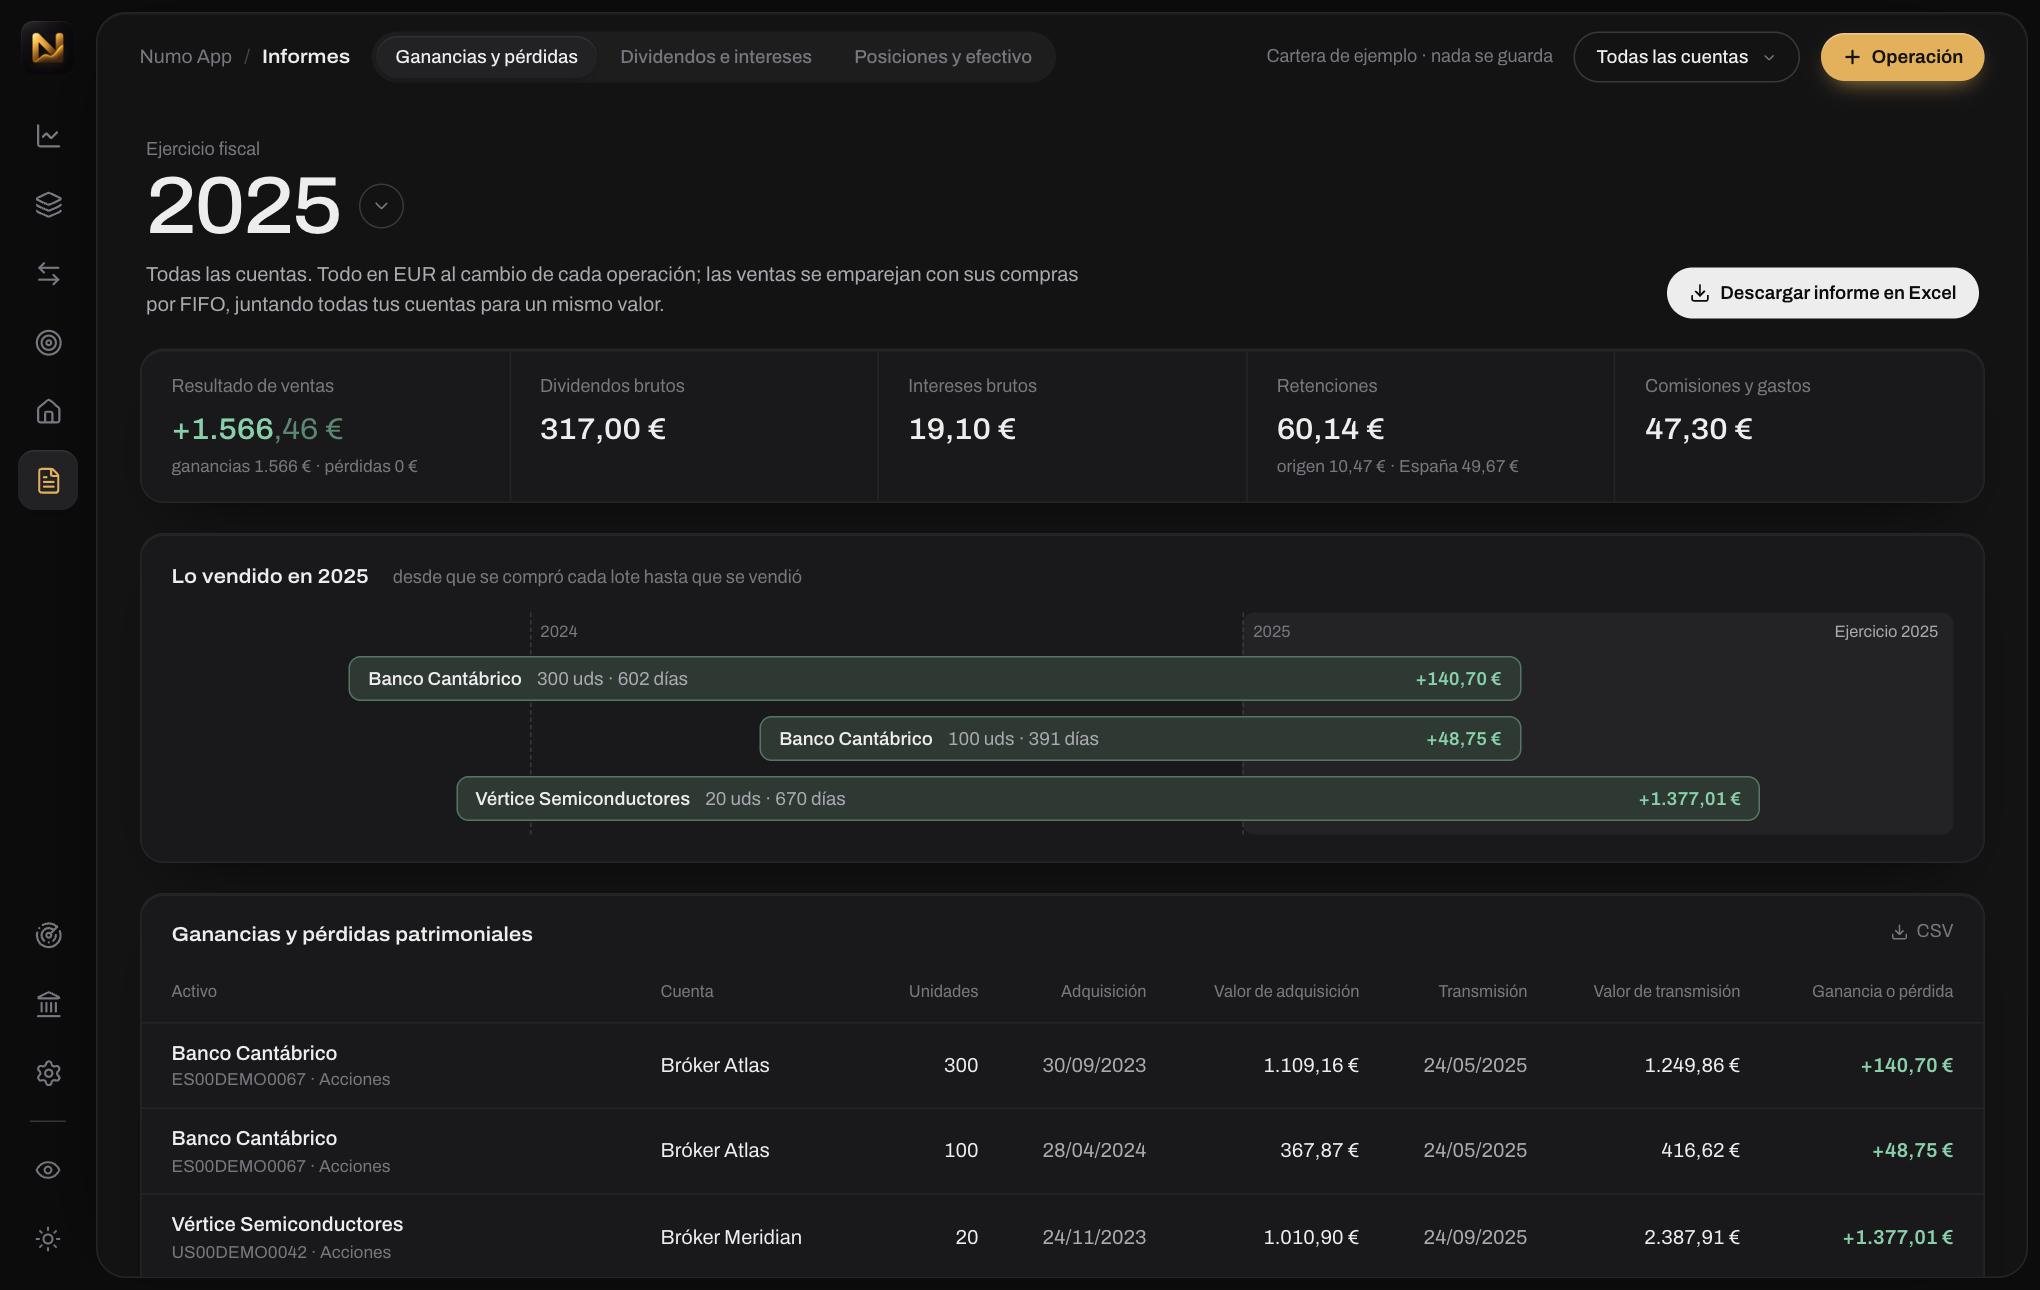 Numo App / Informes
Ganancias y pérdidas
Dividendos e intereses
Posiciones y efectivo
Cartera de ejemplo · nada se guarda
Todas las cuentas
+ Operación
Ejercicio fiscal
2025
Todas las cuentas. Todo en EUR al cambio de cada operación; las ventas se emparejan con sus compras
por FIFO, juntando todas tus cuentas para un mismo valor.
Descargar informe en Excel
Resultado de ventas
+1.566,46 €
ganancias 1.566 € · pérdidas 0 €
Dividendos brutos
317,00 €
Intereses brutos
19,10 €
Retenciones
60,14 €
origen 10,47 € · España 49,67 €
Comisiones y gastos
47,30 €
Lo vendido en 2025 desde que se compró cada lote hasta que se vendió
2024 2025 Ejercicio 2025
Banco Cantábrico 300 uds · 602 días +140,70 €
Banco Cantábrico 100 uds · 391 días +48,75 €
Vértice Semiconductores 20 uds · 670 días +1.377,01 €
Ganancias y pérdidas patrimoniales
CSV
Activo Cuenta Unidades Adquisición Valor de adquisición Transmisión Valor de transmisión Ganancia o pérdida
Banco Cantábrico
ES00DEMO0067 · Acciones
Bróker Atlas 300 30/09/2023 1.109,16 € 24/05/2025 1.249,86 € +140,70 €
Banco Cantábrico
ES00DEMO0067 · Acciones
Bróker Atlas 100 28/04/2024 367,87 € 24/05/2025 416,62 € +48,75 €
Vértice Semiconductores
US00DEMO0042 · Acciones
Bróker Meridian 20 24/11/2023 1.010,90 € 24/09/2025 2.387,91 € +1.377,01 €